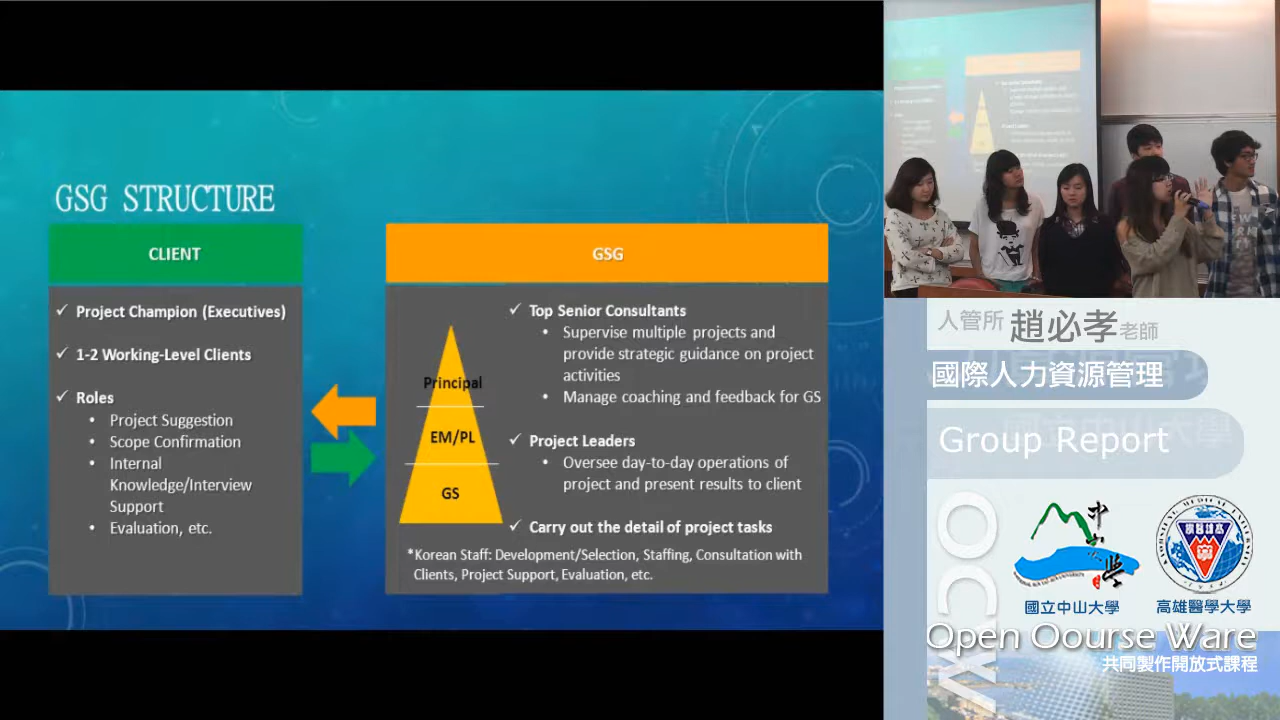 GSG STRUCTURE
CLIENT
✓ Project Champion (Executives)
✓ 1-2 Working-Level Clients
✓ Roles
• Project Suggestion
• Scope Confirmation
• Internal
Knowledge/Interview
Support
• Evaluation, etc.
GSG
Principal
EM/PL
GS
✓ Top Senior Consultants
• Supervise multiple projects and
provide strategic guidance on project
activities
• Manage coaching and feedback for GS
✓ Project Leaders
• Oversee day-to-day operations of
project and present results to client
✓ Carry out the detail of project tasks
*Korean Staff: Development/Selection, Staffing, Consultation with
Clients, Project Support, Evaluation, etc.
人管所 趙必孝老師
國際人力資源管理
Group Report
OCW
國立中山大學
高雄醫學大學
Open Oourse Ware
共同製作開放式課程